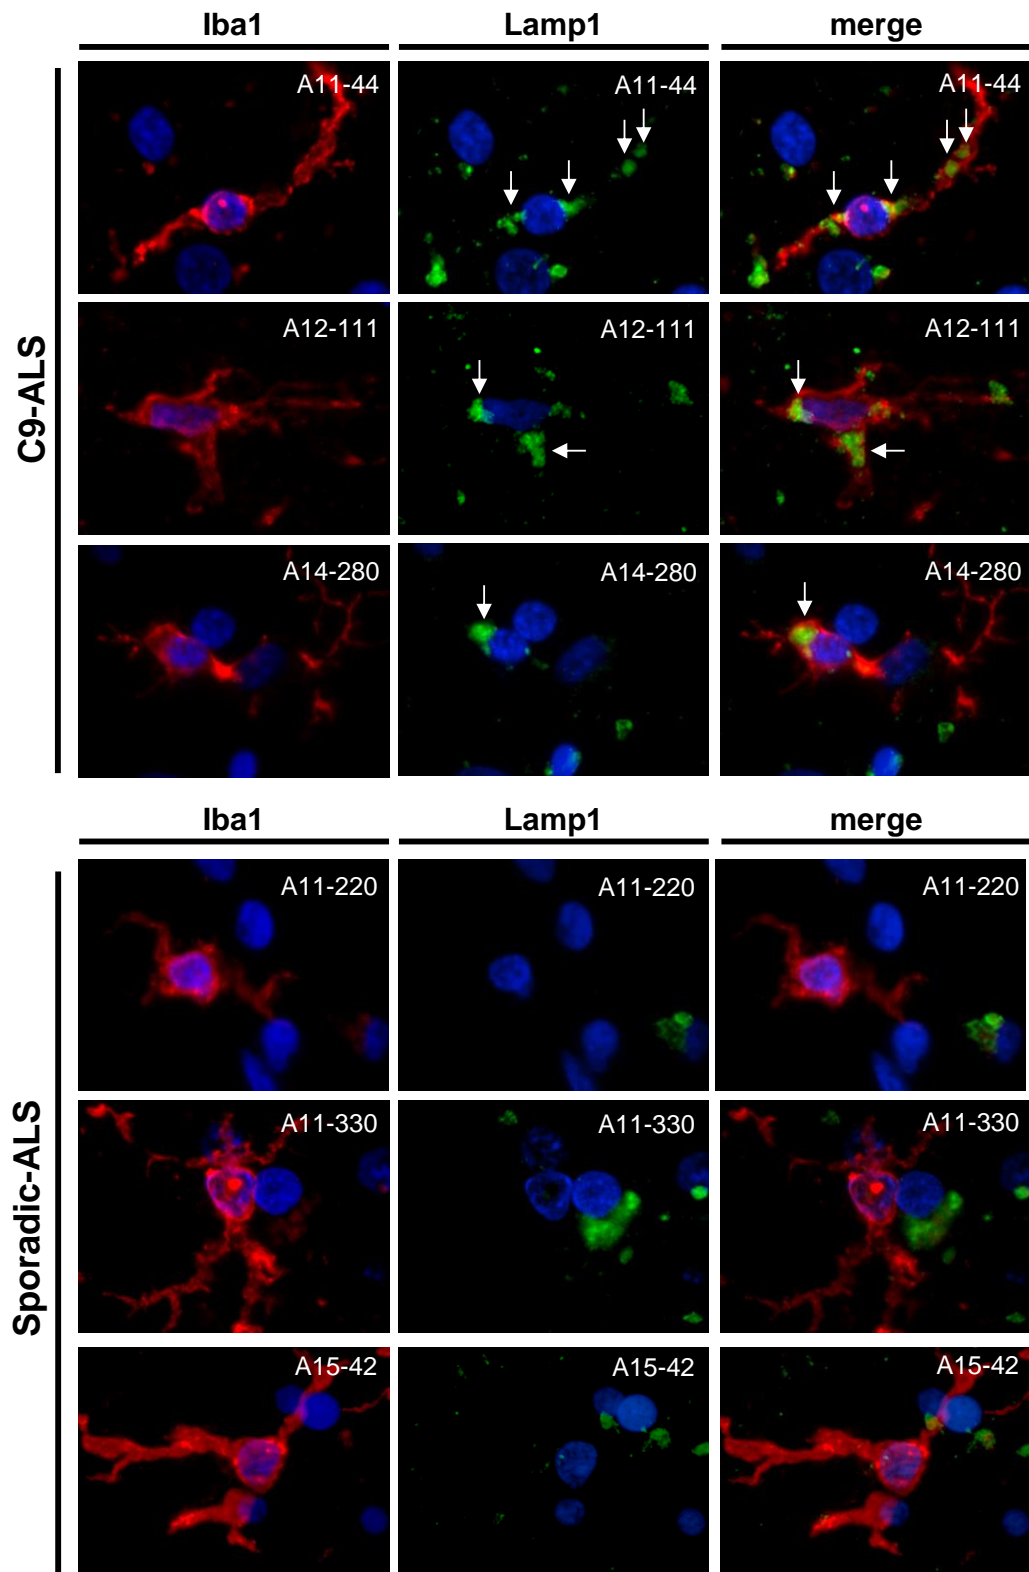 Iba1 Lamp1 merge
C9-ALS
A11-44 A11-44 A11-44
A12-111 A12-111 A12-111
A14-280 A14-280 A14-280
Iba1 Lamp1 merge
Sporadic-ALS
A11-220 A11-220 A11-220
A11-330 A11-330 A11-330
A15-42 A15-42 A15-42